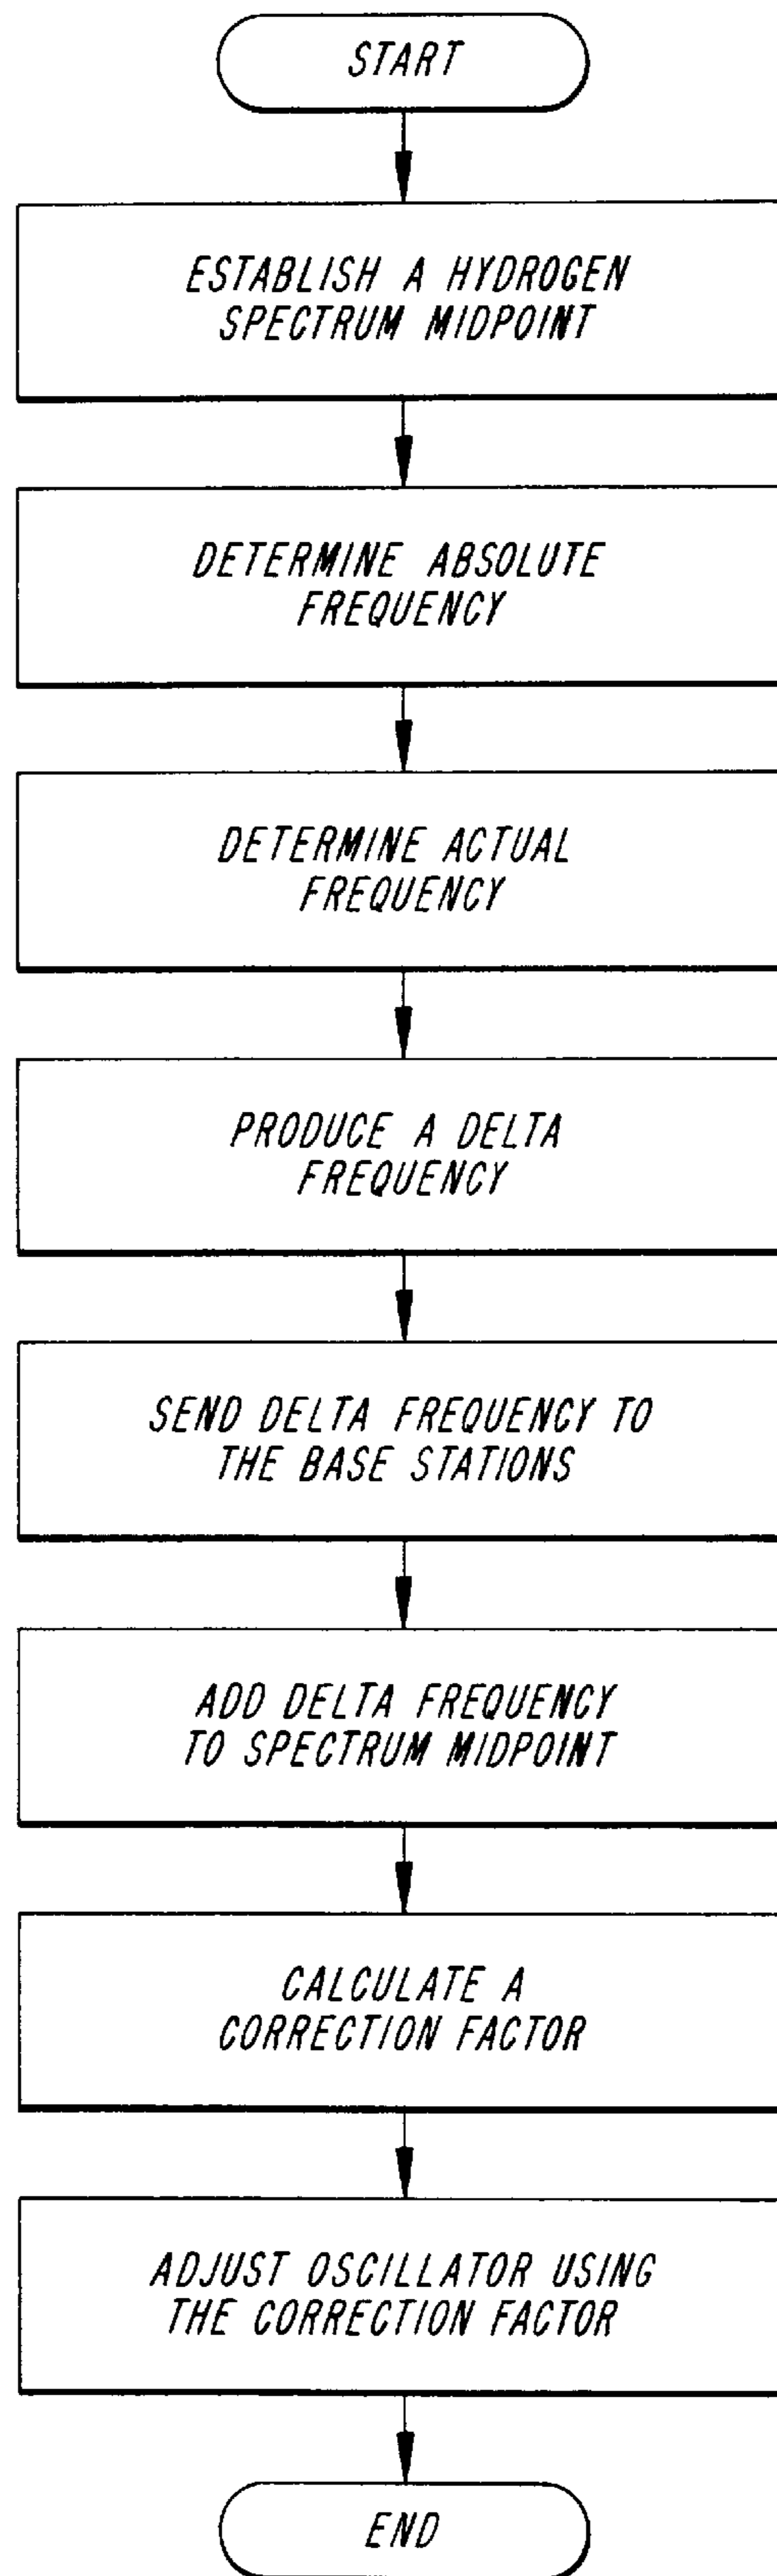 START
ESTABLISH A HYDROGEN
SPECTRUM MIDPOINT
DETERMINE ABSOLUTE
FREQUENCY
DETERMINE ACTUAL
FREQUENCY
PRODUCE A DELTA
FREQUENCY
SEND DELTA FREQUENCY TO
THE BASE STATIONS
ADD DELTA FREQUENCY
TO SPECTRUM MIDPOINT
CALCULATE A
CORRECTION FACTOR
ADJUST OSCILLATOR USING
THE CORRECTION FACTOR
END